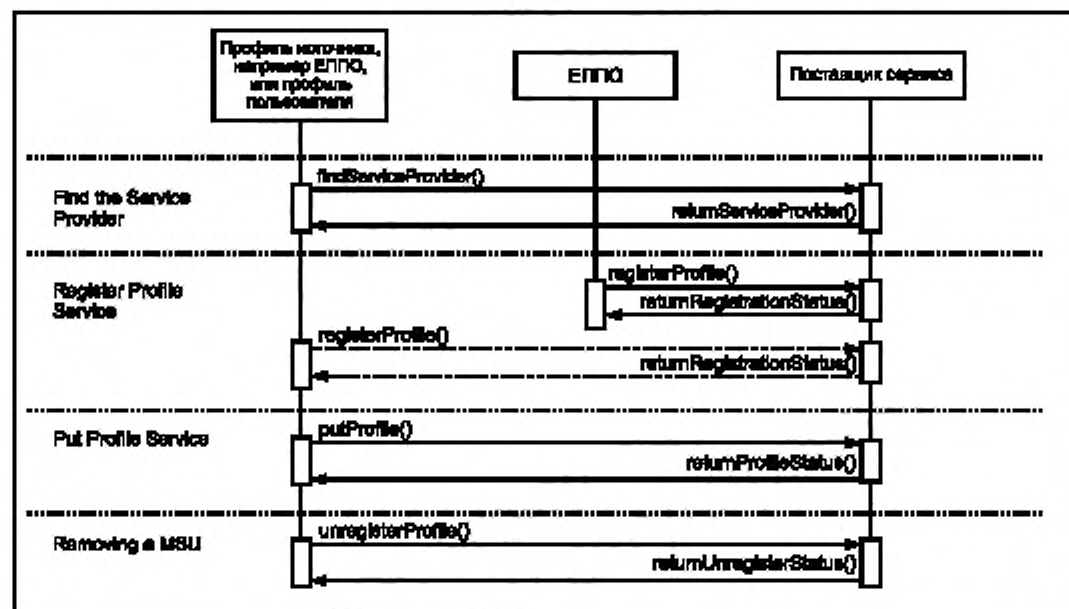 Профиль источника,
например ЕППО,
или профиль
пользователя
ЕППО
Поставщик сервиса
Find the Service
Provider
findServiceProvider()
returnServiceProvider()
Register Profile
Service
registerProfile()
returnRegistrationStatus()
registerProfile()
returnRegistrationStatus()
Put Profile Service
putProfile()
returnProfileStatus()
Removing a MSU
unregisterProfile()
returnUnregisterStatus()